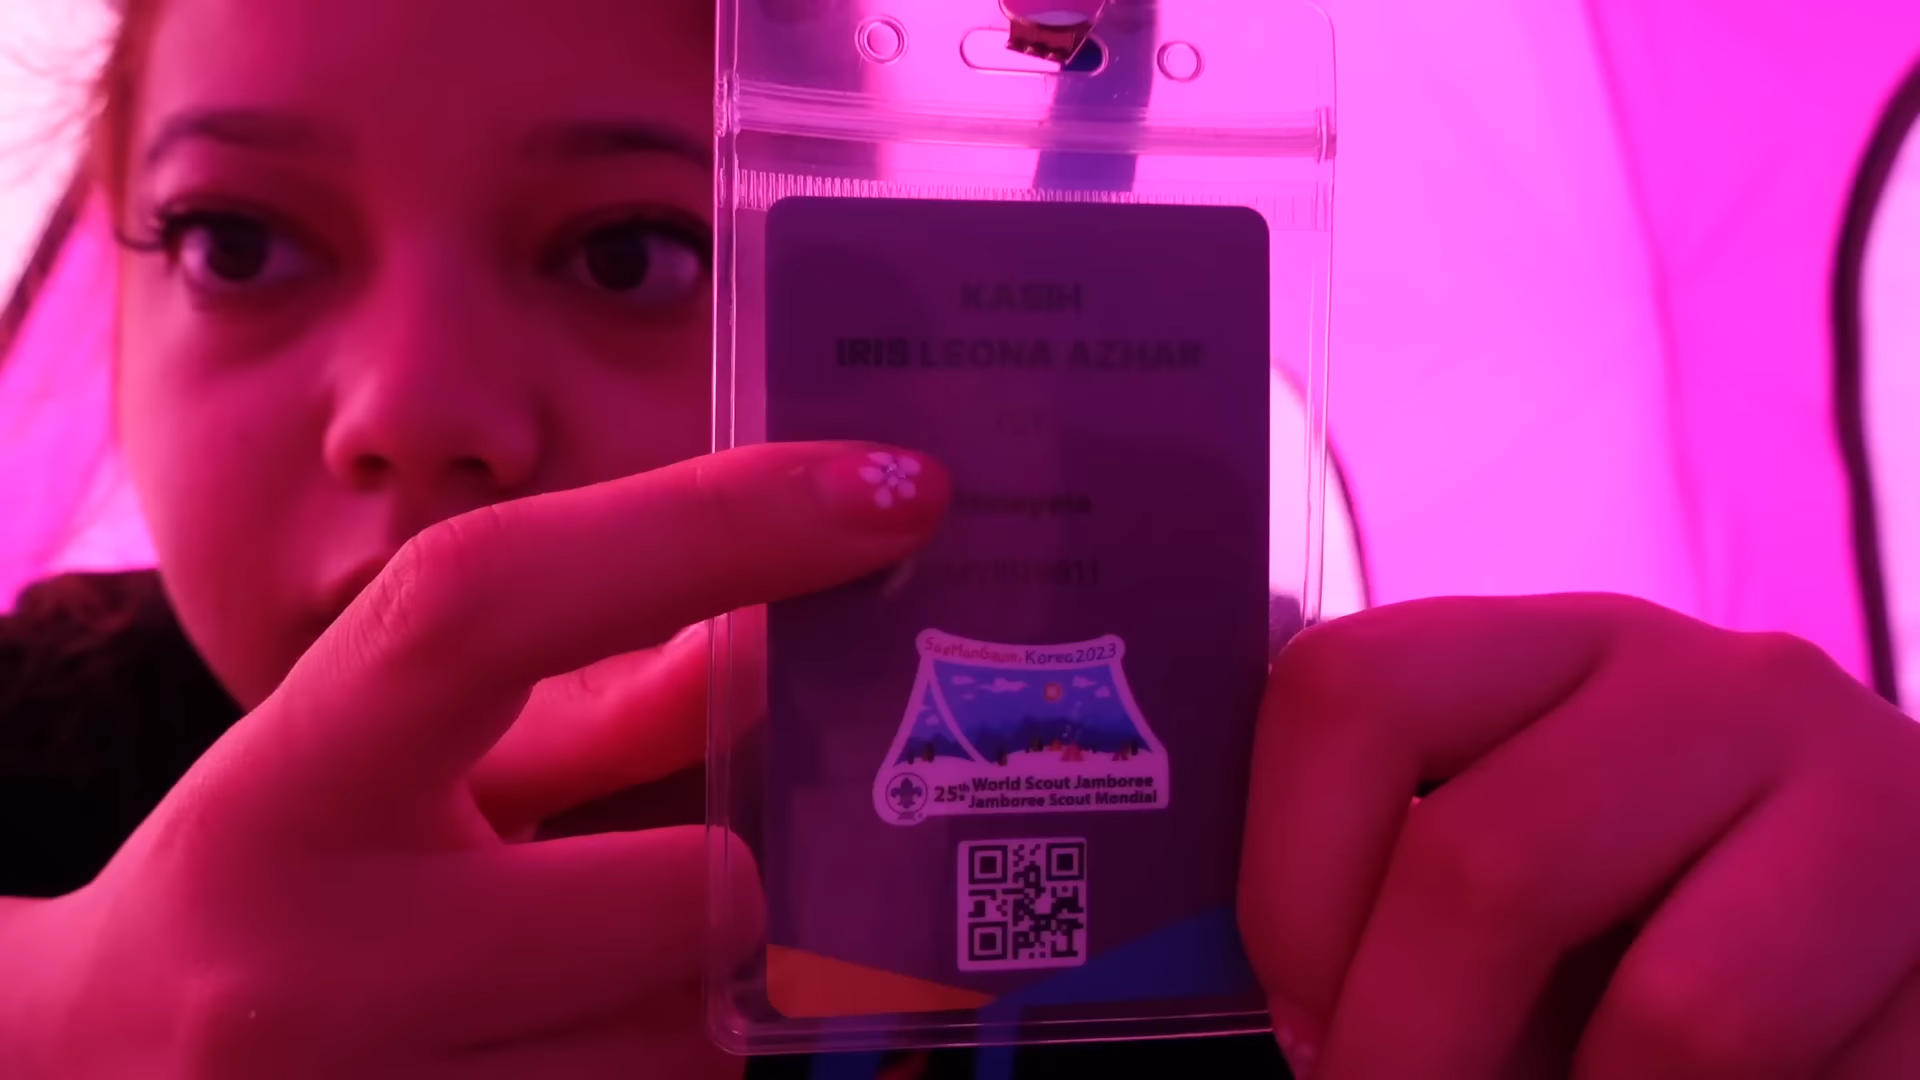 KASIH
IRIS LEONA AZHAR
SaeManGeum, Korea 2023
25th World Scout Jamboree
Jamboree Scout Mondial